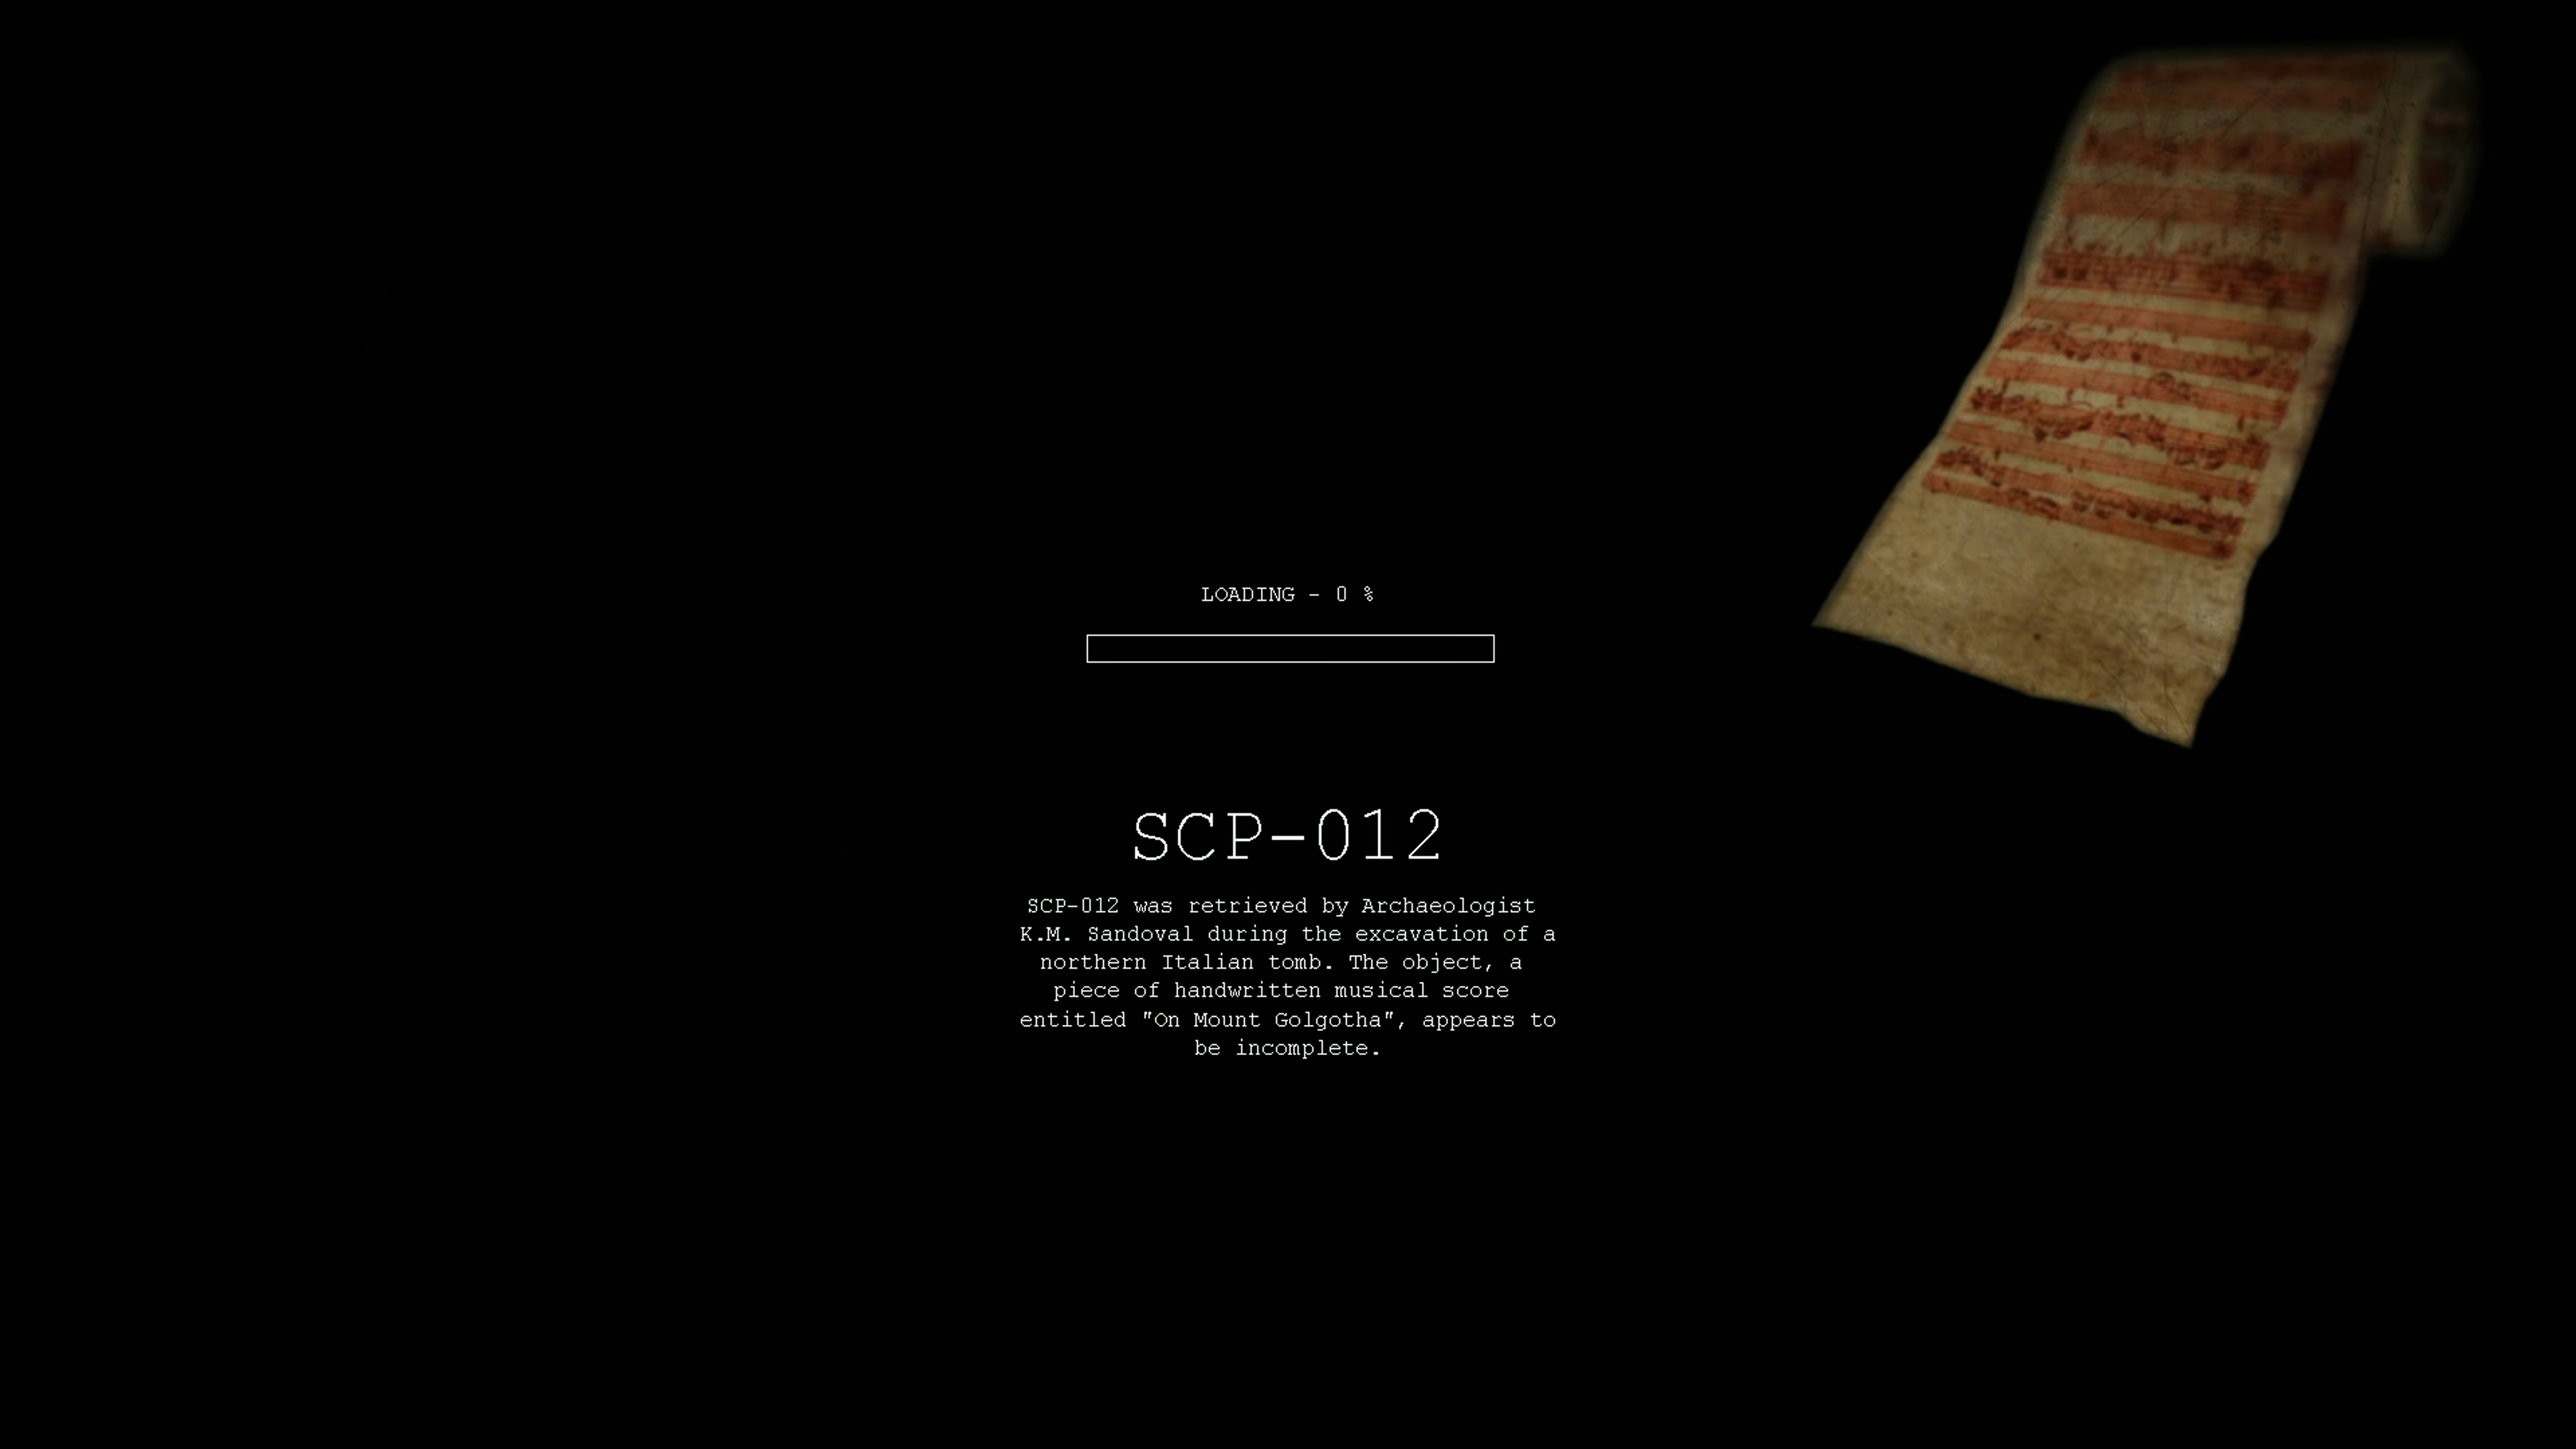 LOADING - 0 %
SCP-012
SCP-012 was retrieved by Archaeologist
K.M. Sandoval during the excavation of a
northern Italian tomb. The object, a
piece of handwritten musical score
entitled "On Mount Golgotha", appears to
be incomplete.